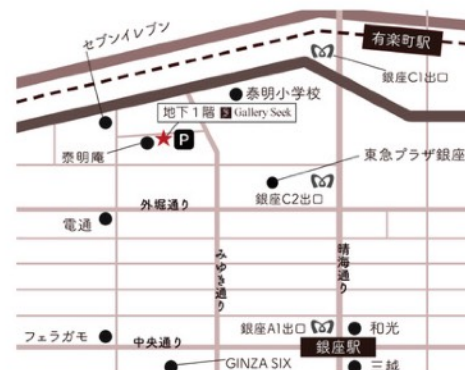 セブンイレブン
有楽町駅
銀座C1出口
泰明小学校
地下1階 Gallery Seek
泰明庵
P
東急プラザ銀座
銀座C2出口
外堀通り
電通
みゆき通り
晴海通り
フェラガモ
中央通り
銀座A1出口
和光
銀座駅
GINZA SIX
三越